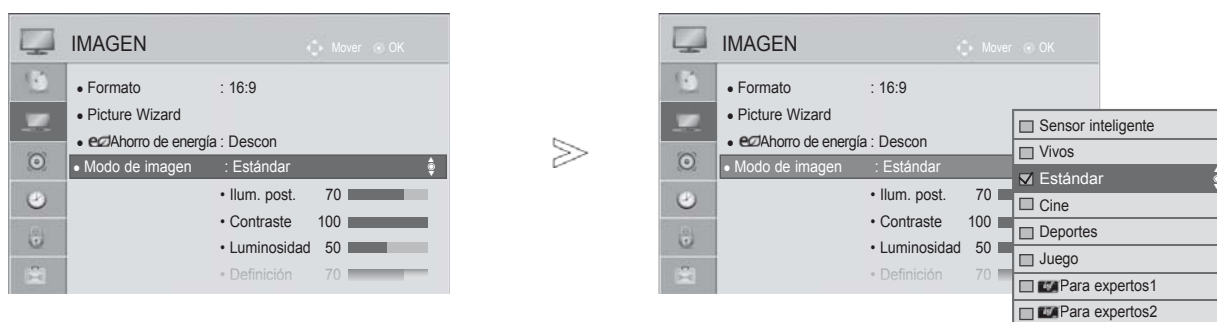 IMAGEN
Mover OK
• Formato : 16:9
• Picture Wizard
• eco Ahorro de energía : Descon
• Modo de imagen : Estándar
• Ilum. post. 70
• Contraste 100
• Luminosidad 50
• Definición 70
IMAGEN
Mover OK
• Formato : 16:9
• Picture Wizard
• eco Ahorro de energía : Descon
• Modo de imagen : Estándar
• Ilum. post. 70
• Contraste 100
• Luminosidad 50
• Definición 70
Sensor inteligente
Vivos
Estándar
Cine
Deportes
Juego
Para expertos1
Para expertos2